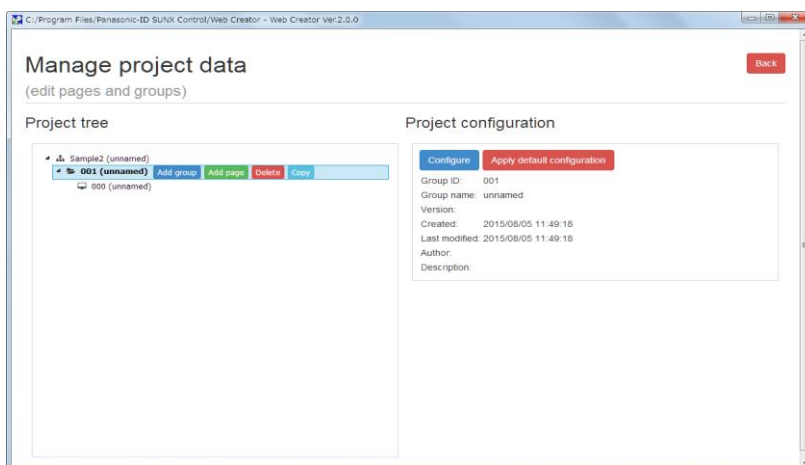 C:/Program Files/Panasonic-ID SUNX Control/Web Creator - Web Creator Ver.2.0.0
Manage project data
Back
(edit pages and groups)
Project tree
Sample2 (unnamed)
001 (unnamed) Add group Add page Delete Copy
000 (unnamed)
Project configuration
Configure Apply default configuration
Group ID: 001
Group name: unnamed
Version:
Created: 2015/08/05 11:49:18
Last modified: 2015/08/05 11:49:18
Author:
Description: